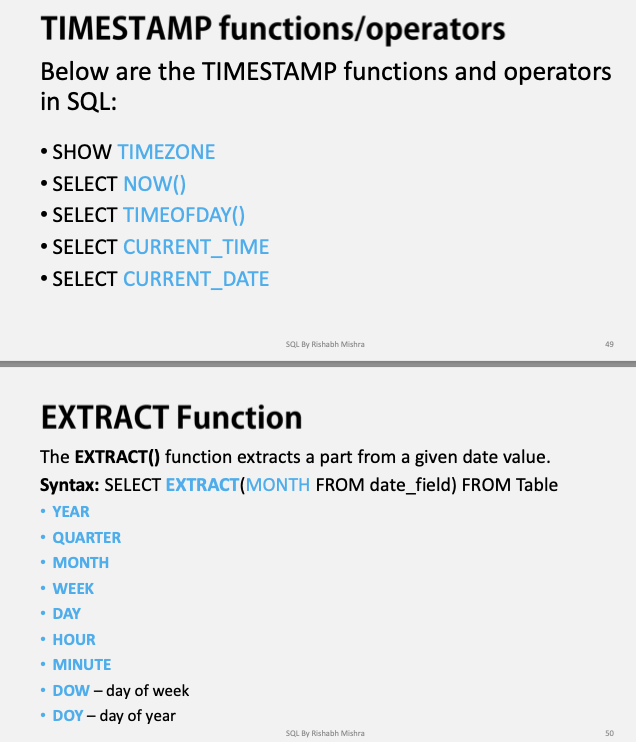 TIMESTAMP functions/operators
Below are the TIMESTAMP functions and operators
in SQL:
• SHOW TIMEZONE
• SELECT NOW()
• SELECT TIMEOFDAY()
• SELECT CURRENT_TIME
• SELECT CURRENT_DATE
SQL By Rishabh Mishra 49
EXTRACT Function
The EXTRACT() function extracts a part from a given date value.
Syntax: SELECT EXTRACT(MONTH FROM date_field) FROM Table
• YEAR
• QUARTER
• MONTH
• WEEK
• DAY
• HOUR
• MINUTE
• DOW – day of week
• DOY – day of year
SQL By Rishabh Mishra 50